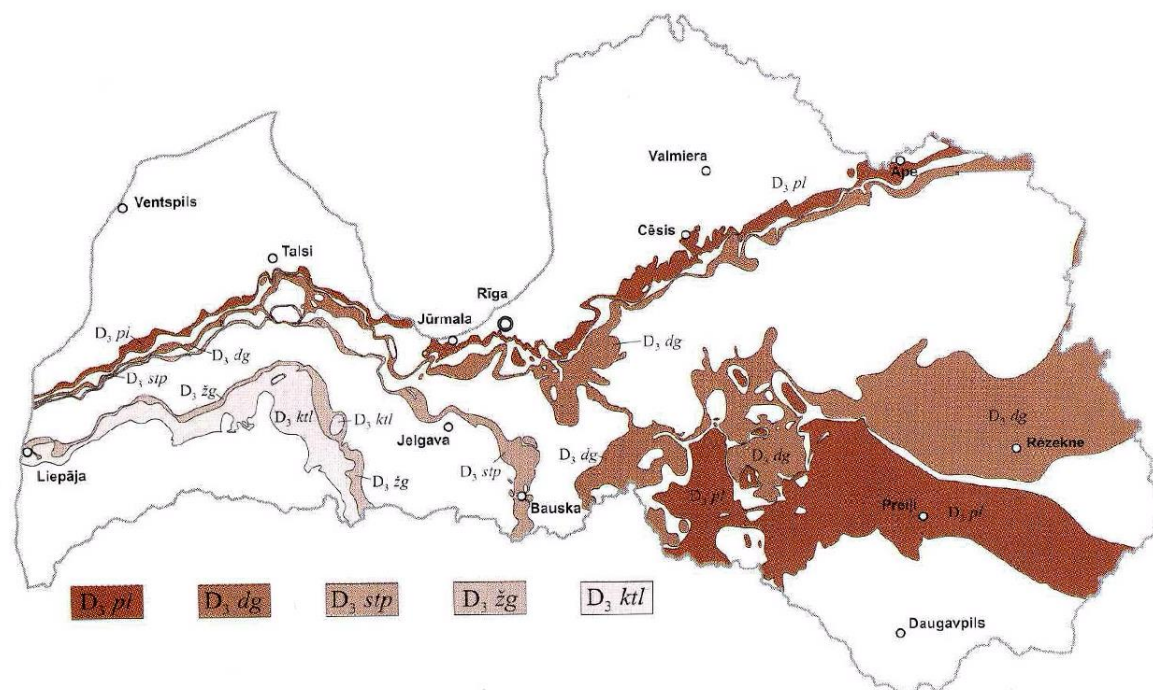 Ape
Valmiera
D₃ pl
Ventspils
Cēsis
Talsi
Rīga
Jūrmala
D₃ pi
D₃ dg
D₃ dg
D₃ stp
D₃ žg
D₃ ktl
D₃ ktl
Jelgava
D₃ dg
Rēzekne
D₃ stp
D₃ dg
D₃ dg
Liepāja
D₃ žg
D₃ pl
Bauska
Preiļi
D₃ pl
D₃ pl
D₃ dg
D₃ stp
D₃ žg
D₃ ktl
Daugavpils